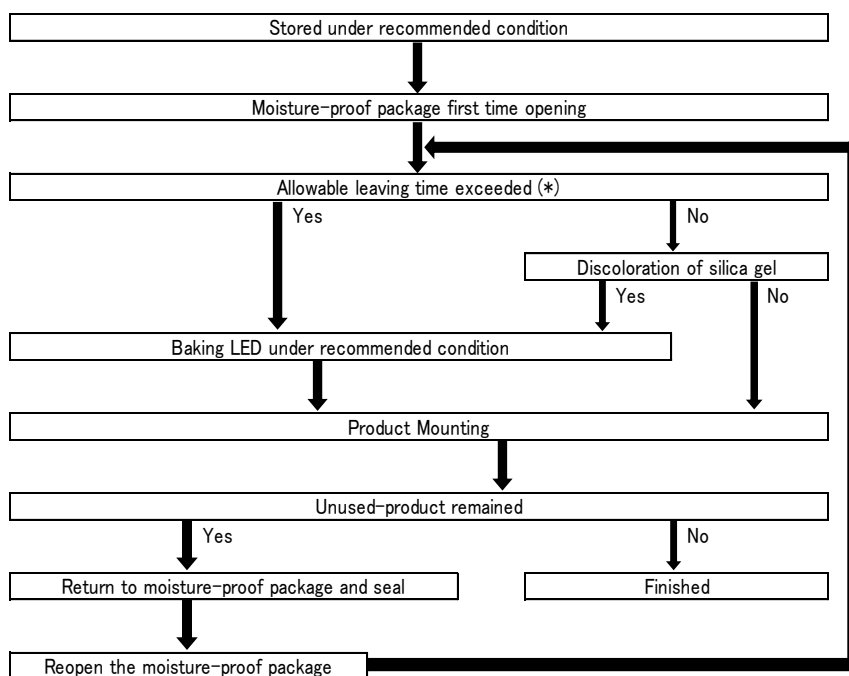 Stored under recommended condition
Moisture-proof package first time opening
Allowable leaving time exceeded (*)
Yes
No
Discoloration of silica gel
Yes
No
Baking LED under recommended condition
Product Mounting
Unused-product remained
Yes
No
Return to moisture-proof package and seal
Finished
Reopen the moisture-proof package